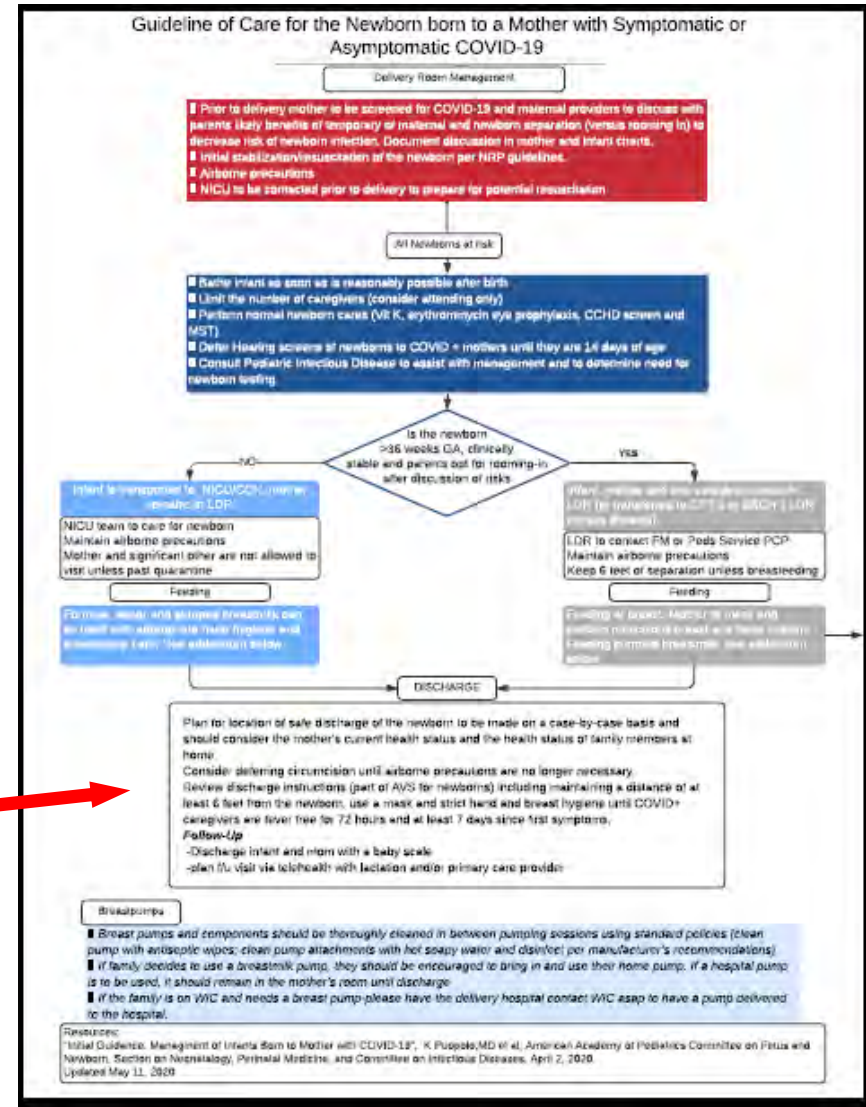 Guideline of Care for the Newborn born to a Mother with Symptomatic or
Asymptomatic COVID-19
Delivery Room Management
Prior to delivery mother to be screened for COVID-19 and maternal providers to discuss with
parents likely benefits of temporary of maternal and newborn separation (versus rooming in) to
decrease risk of newborn infection. Document discussion in mother and infant charts.
Initial stabilization/resuscitation of the newborn per NRP guidelines.
Airborne precautions
NICU to be contacted prior to delivery to prepare for potential resuscitation
All Newborns at risk
Bathe infant as soon as is reasonably possible after birth
Limit the number of caregivers (consider attending only)
Perform normal newborn cares (Vit K, erythromycin eye prophylaxis, CCHD screen and
MST)
Defer Hearing screens of newborns to COVID + mothers until they are 14 days of age
Consult Pediatric Infectious Disease to assist with management and to determine need for
newborn testing
Is the newborn
>36 weeks GA, clinically
stable and parents opt for rooming-in
after discussion of risks
NO
YES
Infant is transported to NICU/CCN, mother
remains in LDR
NICU team to care for newborn
Maintain airborne precautions
Mother and significant other are not allowed to
visit unless past quarantine
LDR to contact FM or Peds Service PCP
Maintain airborne precautions
Keep 6 feet of separation unless breastfeeding
Feeding
Feeding
DISCHARGE
Plan for location of safe discharge of the newborn to be made on a case-by-case basis and
should consider the mother's current health status and the health status of family members at
home
Consider deferring circumcision until airborne precautions are no longer necessary
Review discharge instructions (part of AVS for newborns) including maintaining a distance of at
least 6 feet from the newborn, use a mask and strict hand and breast hygiene until COVID+
caregivers are fever free for 72 hours and at least 7 days since first symptoms.
Follow-Up
-Discharge infant and mom with a baby scale
-plan f/u visit via telehealth with lactation and/or primary care provider
Breastpumps
Breast pumps and components should be thoroughly cleaned in between pumping sessions using standard policies (clean
pump with antiseptic wipes; clean pump attachments with hot soapy water and disinfect per manufacturer's recommendations)
If family decides to use a breastmilk pump, they should be encouraged to bring in and use their home pump. If a hospital pump
is to be used, it should remain in the mother's room until discharge
If the family is on WIC and needs a breast pump-please have the delivery hospital contact WIC asap to have a pump delivered
to the hospital.
Resources:
"Initial Guidance: Management of Infants Born to Mother with COVID-19", K Puopolo,MD et al, American Academy of Pediatrics Committee on Fetus and
Newborn, Section on Neonatology, Perinatal Medicine, and Committee on Infectious Diseases, April 2, 2020
Updated May 11, 2020